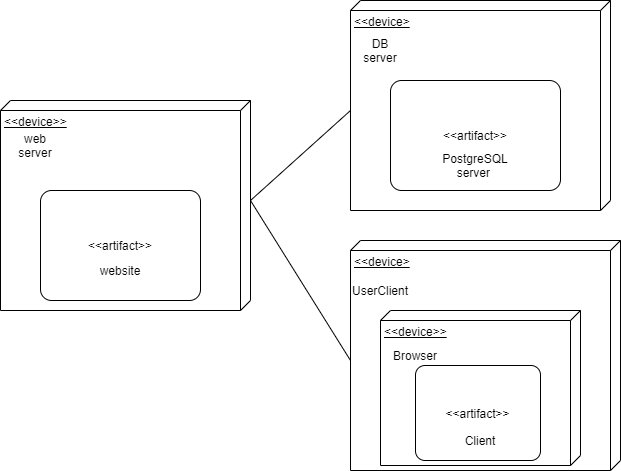 <<device>>
web
server
<<artifact>>
website
<<device>
DB
server
<<artifact>>
PostgreSQL
server
<<device>
UserClient
<<device>>
Browser
<<artifact>>
Client